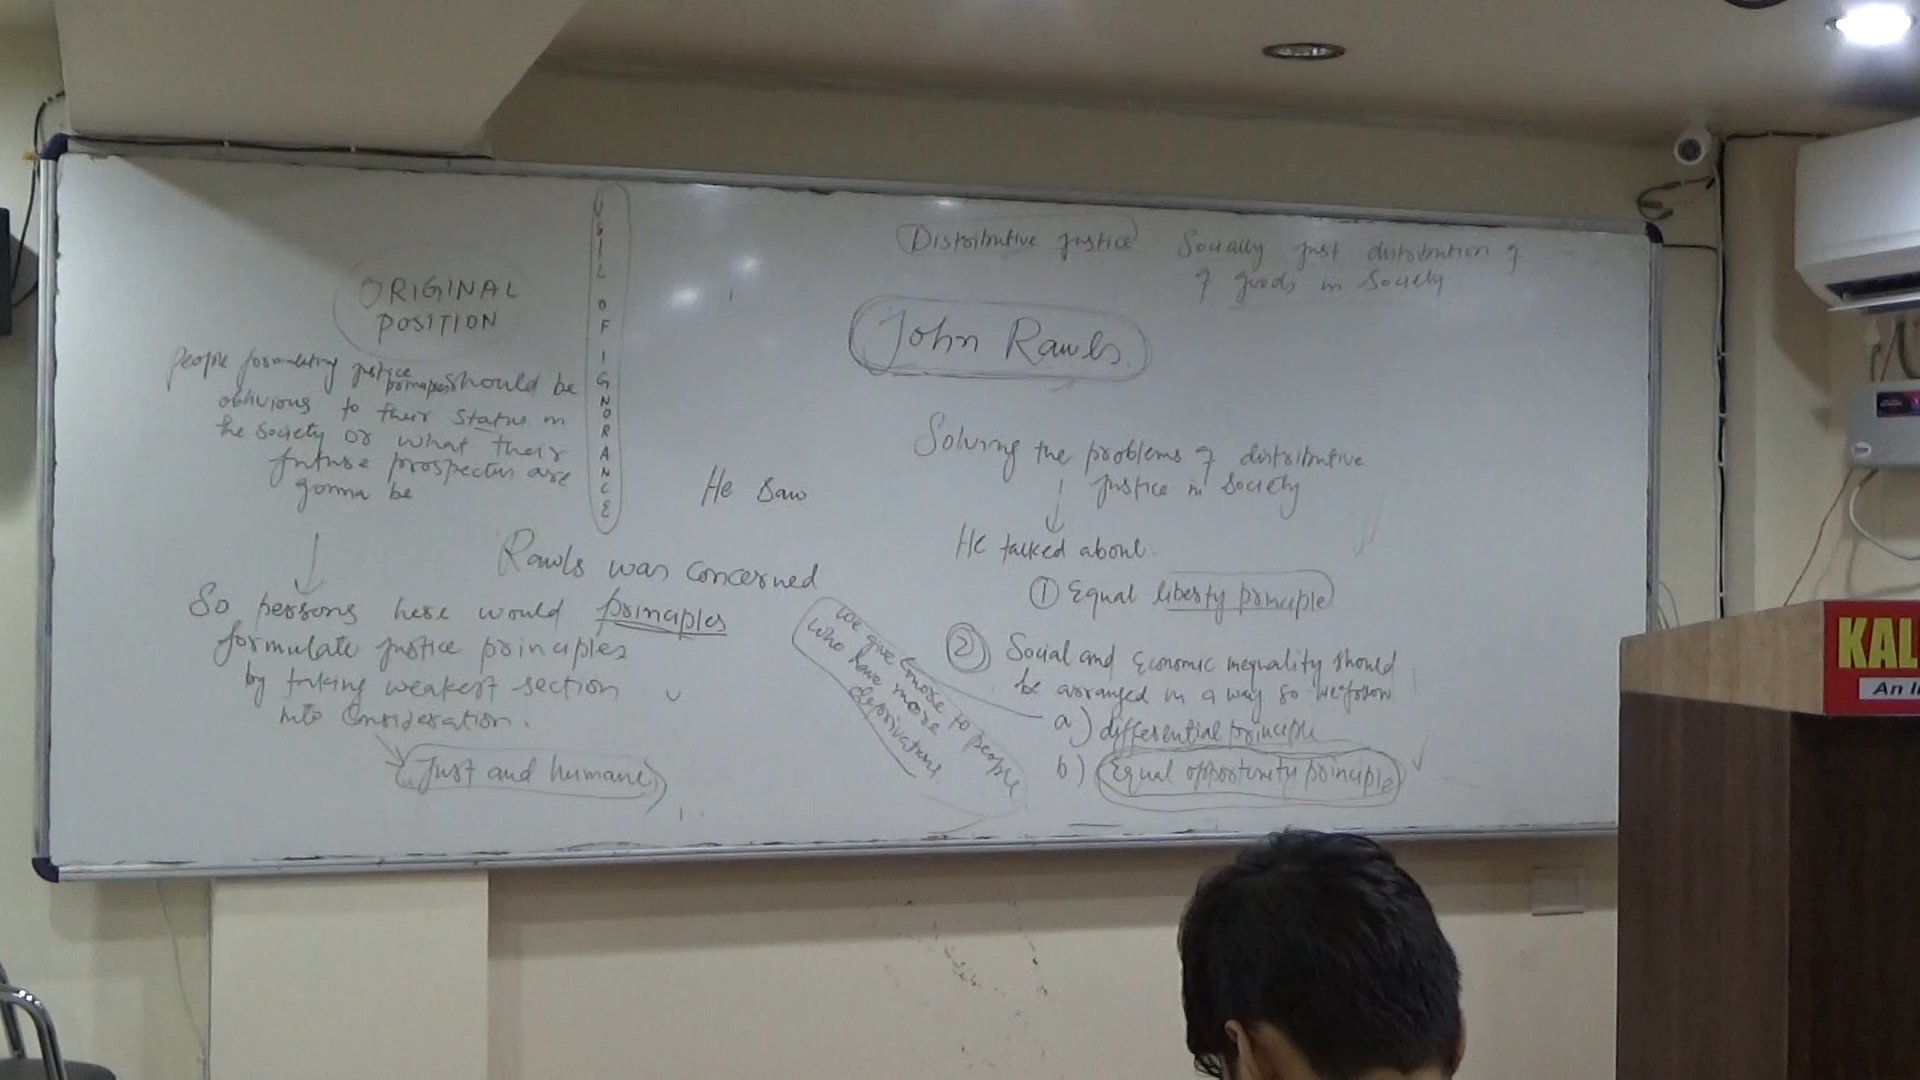 ORIGINAL
POSITION
People formulating justice
principles should be
oblivious to their status in
the society or what their
future prospectus are
gonna be
So persons here would
formulate justice principles
by taking weakest section
into Consideration.
Just and humane
VEIL OF IGNORANCE
He Saw
Rawls was concerned
principles
Distributive justice Socially just distribution of
of goods in Society
John Rawls
Solving the problems of distributive
justice in Society
He talked about
① Equal liberty principle
② Social and Economic inequality should
be arranged in a way so we follow
a) differential principle
b) Equal opportunity principle
We give more to people
who have more
deprivations.
KAL
An I